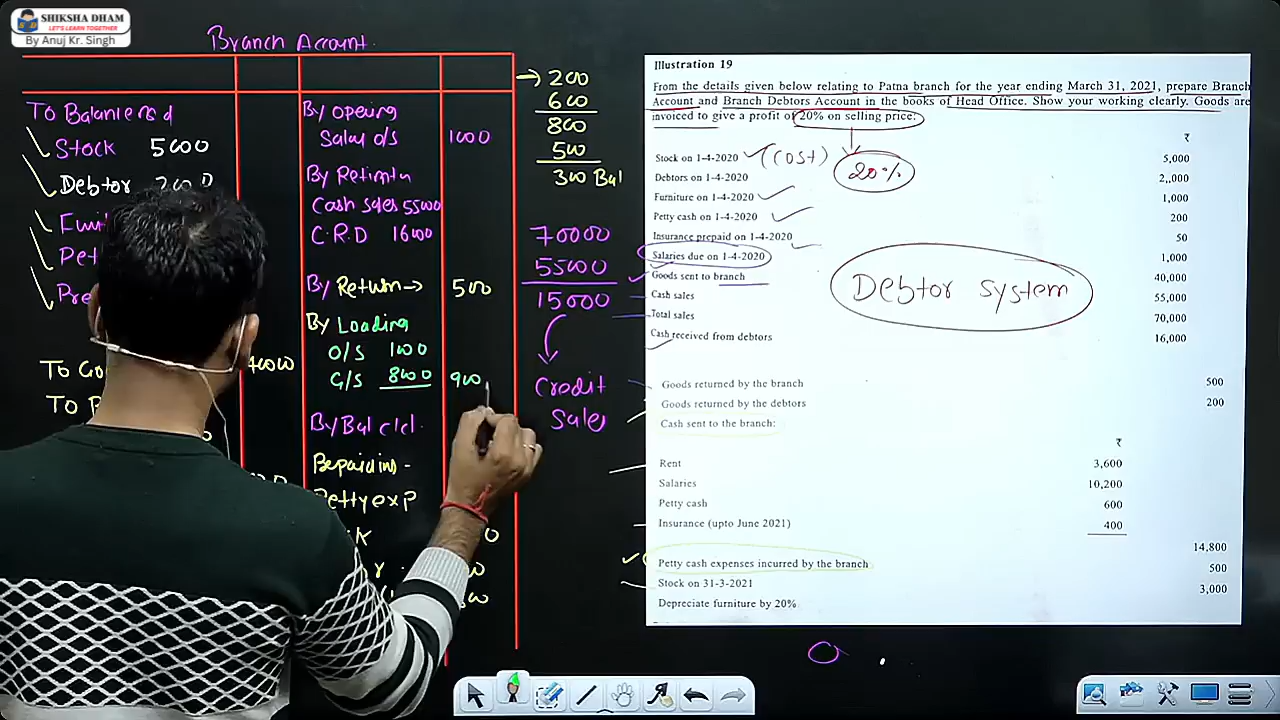 SHIKSHA DHAM
LET'S LEARN TOGETHER
By Anuj Kr. Singh
Branch Account
To Balance b d
Stock 5000
Debtor
Pet
To
To
40000
By opeing
Salar o/s 1000
Cash sales 55000
C.R.D 16000
By Return → 500
By Loading
O/S 1000
G/S 8000 900
By Bal c/d.
Petty exp
→ 200
600
800
500
300 Bal
70000
55000
15000
Credit
Sales
Illustration 19
From the details given below relating to Patna branch for the year ending March 31, 2021, prepare Branch
Account and Branch Debtors Account in the books of Head Office. Show your working clearly. Goods are
invoiced to give a profit of 20% on selling price:
₹
Stock on 1-4-2020 (COST) 5,000
20%
Debtors on 1-4-2020 2,,000
Furniture on 1-4-2020 1,000
Petty cash on 1-4-2020 200
Insurance prepaid on 1-4-2020 50
Salaries due on 1-4-2020 1,000
Goods sent to branch 40,000
Cash sales 55,000
Total sales 70,000
Cash received from debtors 16,000
Debtor system
Goods returned by the branch 500
Goods returned by the debtors 200
Cash sent to the branch:
₹
Rent 3,600
Salaries 10,200
Petty cash 600
Insurance (upto June 2021) 400
14,800
Petty cash expenses incurred by the branch 500
Stock on 31-3-2021 3,000
Depreciate furniture by 20%